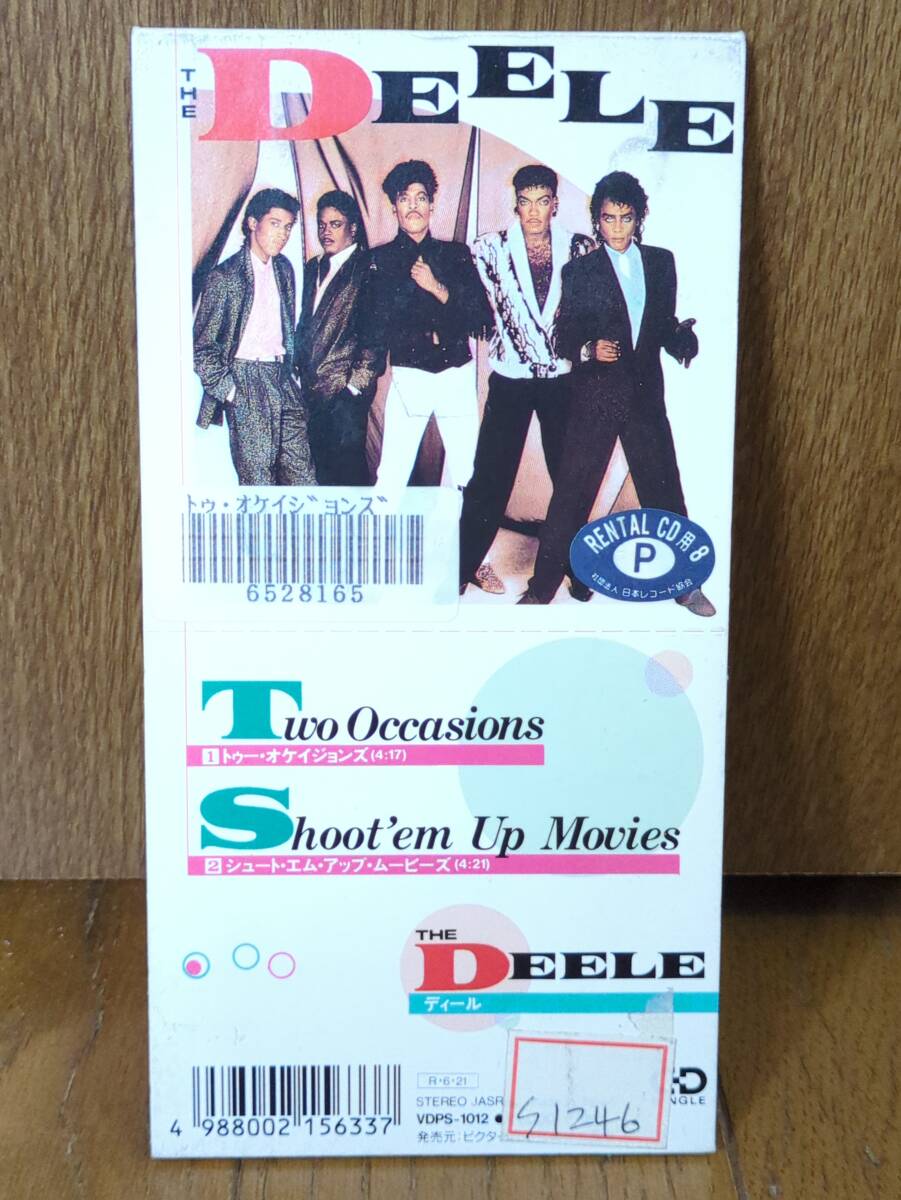 THE DEELE
トゥ・オケイジョンズ
6528165
RENTAL CD用 8
P
社団法人 日本レコード協会
Two Occasions
1 トゥー・オケイジョンズ (4:17)
Shoot'em Up Movies
2 シュート・エム・アップ・ムービーズ (4:21)
THE DEELE
ディール
4 988002 156337
R・6・21
STEREO JASR
VDPS-1012 ●
発売元:ビクター
S1246